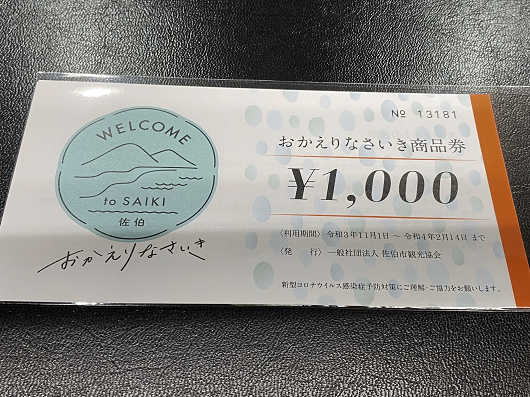 WELCOME
to SAIKI
佐伯
おかえりなさいき
№ 13181
おかえりなさいき商品券
¥1,000
〈利用期間〉 令和3年11月1日 〜 令和4年2月14日 まで
〈発　行〉 一般社団法人 佐伯市観光協会
新型コロナウイルス感染症予防対策にご理解・ご協力をお願いします。